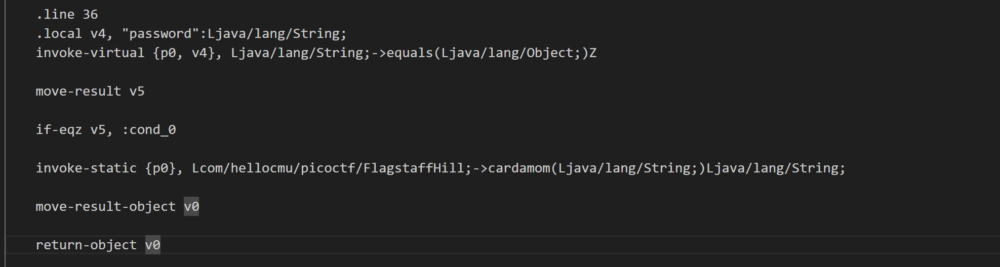 .line 36
.local v4, "password":Ljava/lang/String;
invoke-virtual {p0, v4}, Ljava/lang/String;->equals(Ljava/lang/Object;)Z
move-result v5
if-eqz v5, :cond_0
invoke-static {p0}, Lcom/hellocmu/picoctf/FlagstaffHill;->cardamom(Ljava/lang/String;)Ljava/lang/String;
move-result-object v0
return-object v0